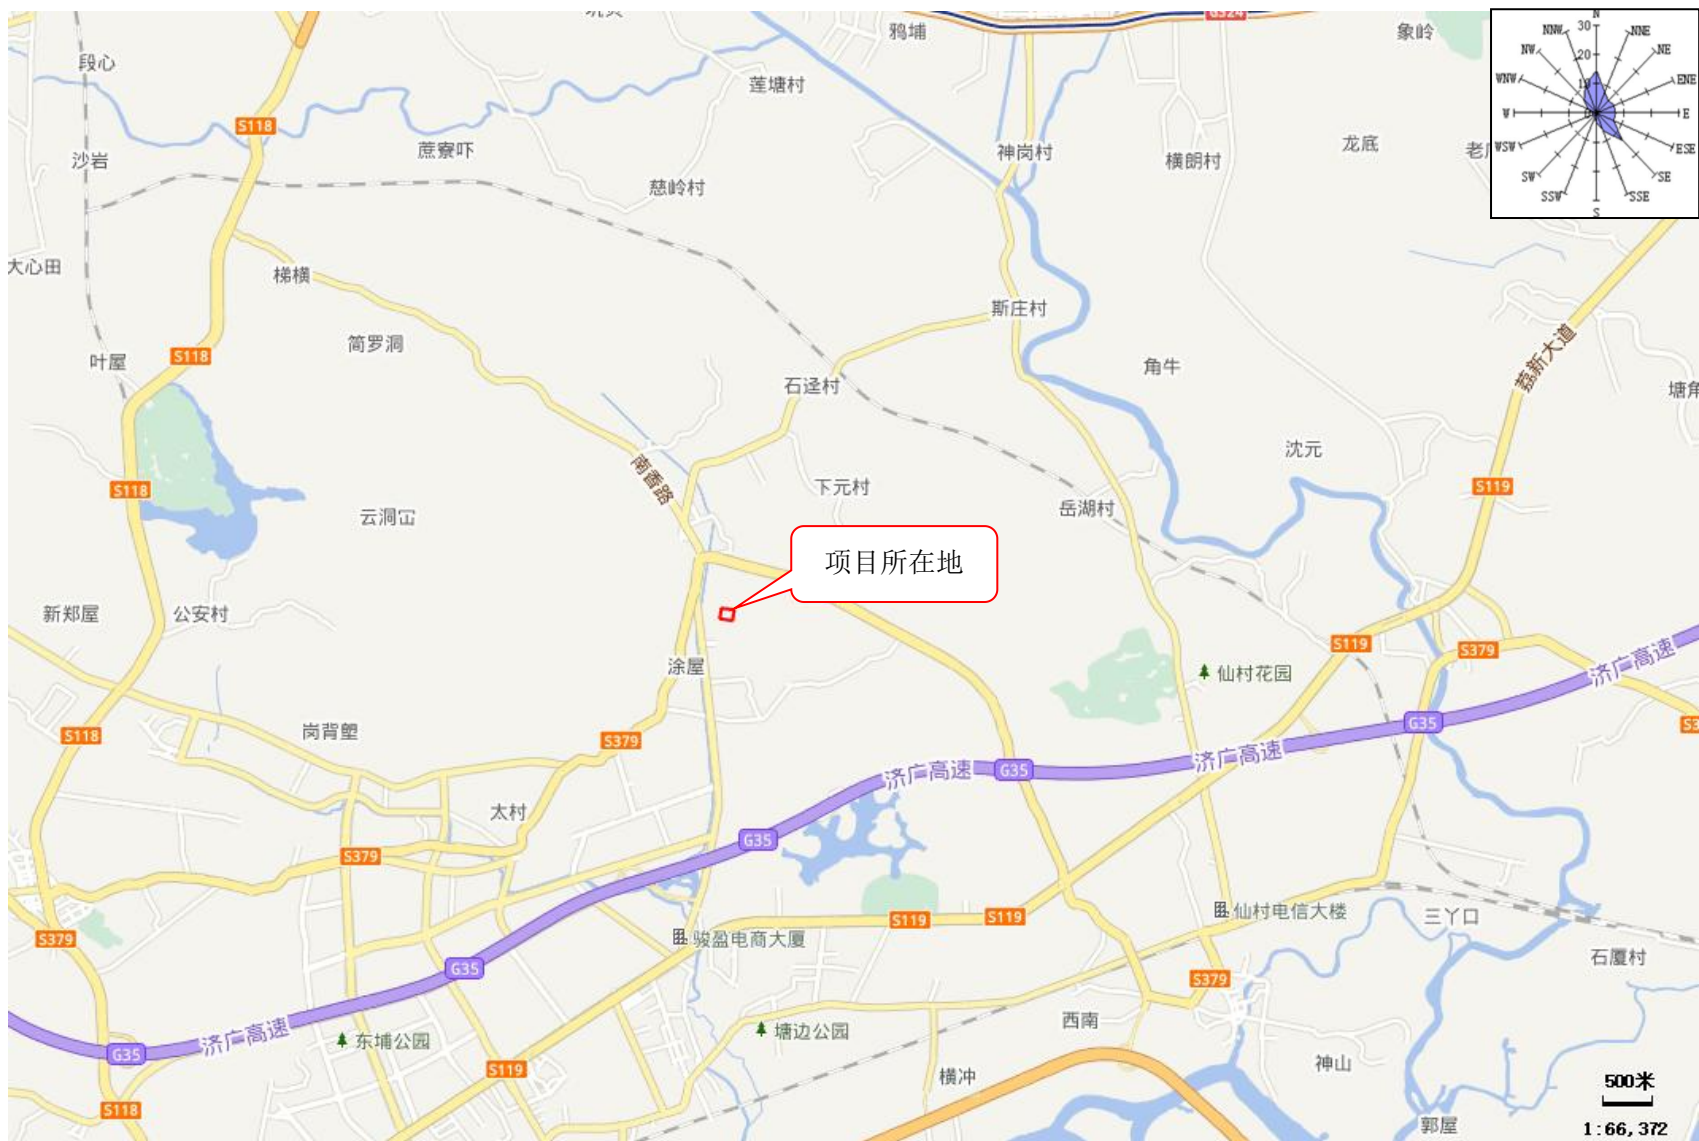 G324
鸦埔
象岭
段心
莲塘村
S118
蔗寮吓
神岗村
横朗村
龙底
沙岩
慈岭村
N
NNE
NE
ENE
E
ESE
SE
SSE
S
SSW
SW
WSW
W
WNW
NW
NNW
30
20
大心田
梯横
斯庄村
简罗洞
叶屋
S118
石迳村
角牛
荔新大道
塘角
沈元
南香路
S118
下元村
岳湖村
S119
云洞冚
项目所在地
新郑屋
公安村
涂屋
仙村花园
S119
S379
济广高速
S118
岗背塱
S379
济广高速
G35
济广高速
G35
太村
G35
S379
S119
S119
仙村电信大楼
三丫口
S379
骏盈电商大厦
石厦村
G35
S379
济广高速
东埔公园
塘边公园
西南
G35
S119
横冲
神山
S118
郭屋
500米
1:66,372